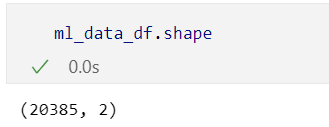 ml_data_df.shape
0.0s
(20385, 2)